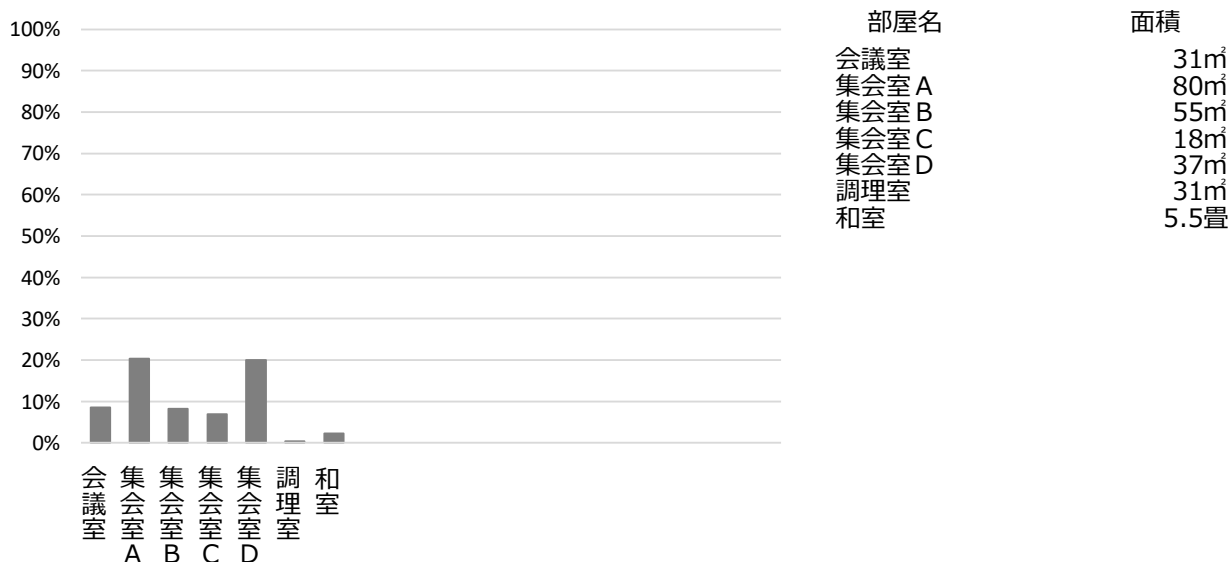 100%
90%
80%
70%
60%
50%
40%
30%
20%
10%
0%
会議室
集会室A
集会室B
集会室C
集会室D
調理室
和室
部屋名 面積
会議室 31㎡
集会室A 80㎡
集会室B 55㎡
集会室C 18㎡
集会室D 37㎡
調理室 31㎡
和室 5.5畳